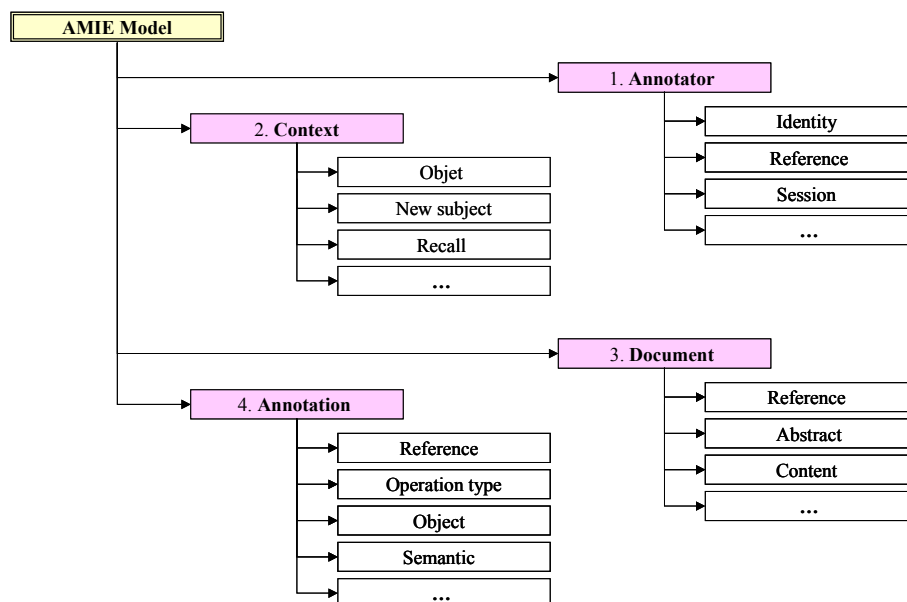 AMIE Model
1. Annotator
Identity
Reference
Session
...
2. Context
Objet
New subject
Recall
...
3. Document
Reference
Abstract
Content
...
4. Annotation
Reference
Operation type
Object
Semantic
...